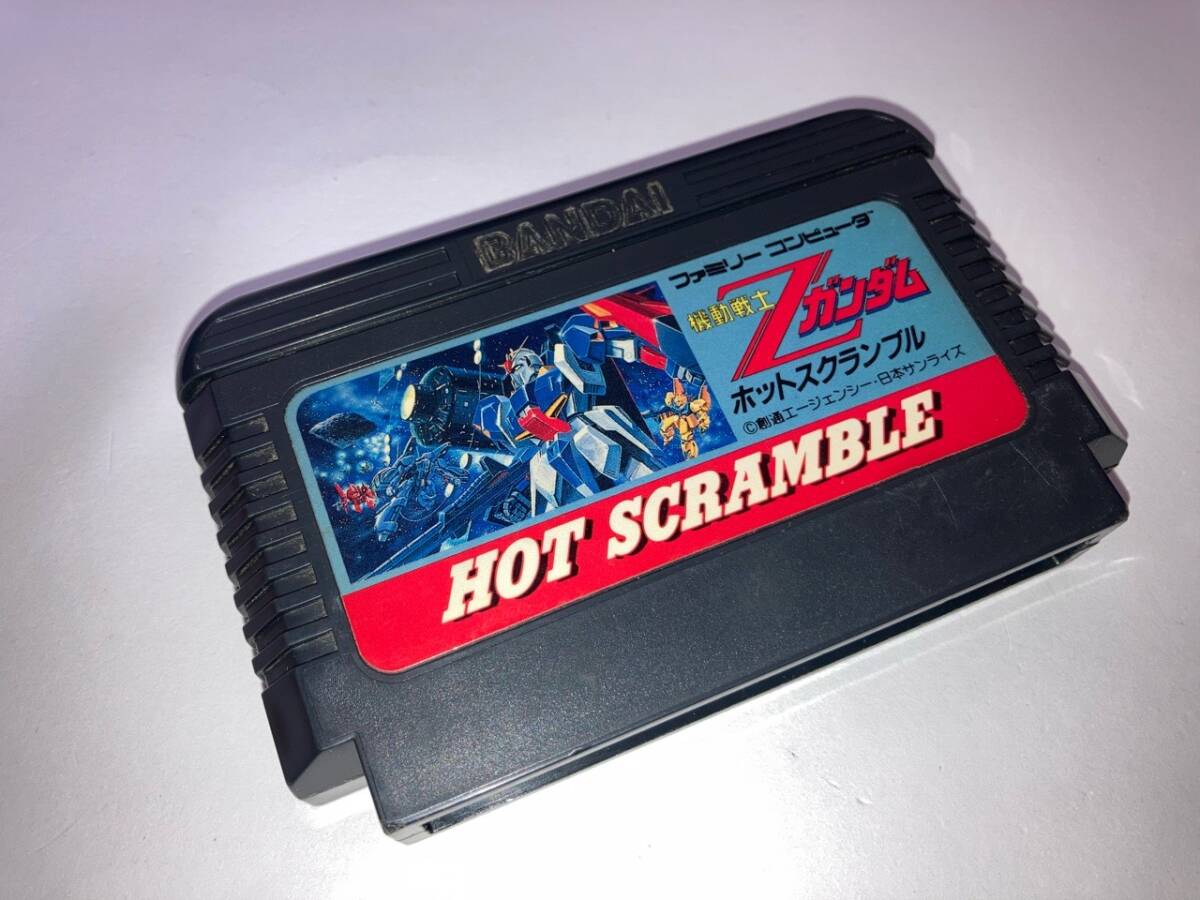 BANDAI
ファミリー コンピュータ
機動戦士Zガンダム
ホットスクランブル
©創通エージェンシー・日本サンライズ
HOT SCRAMBLE